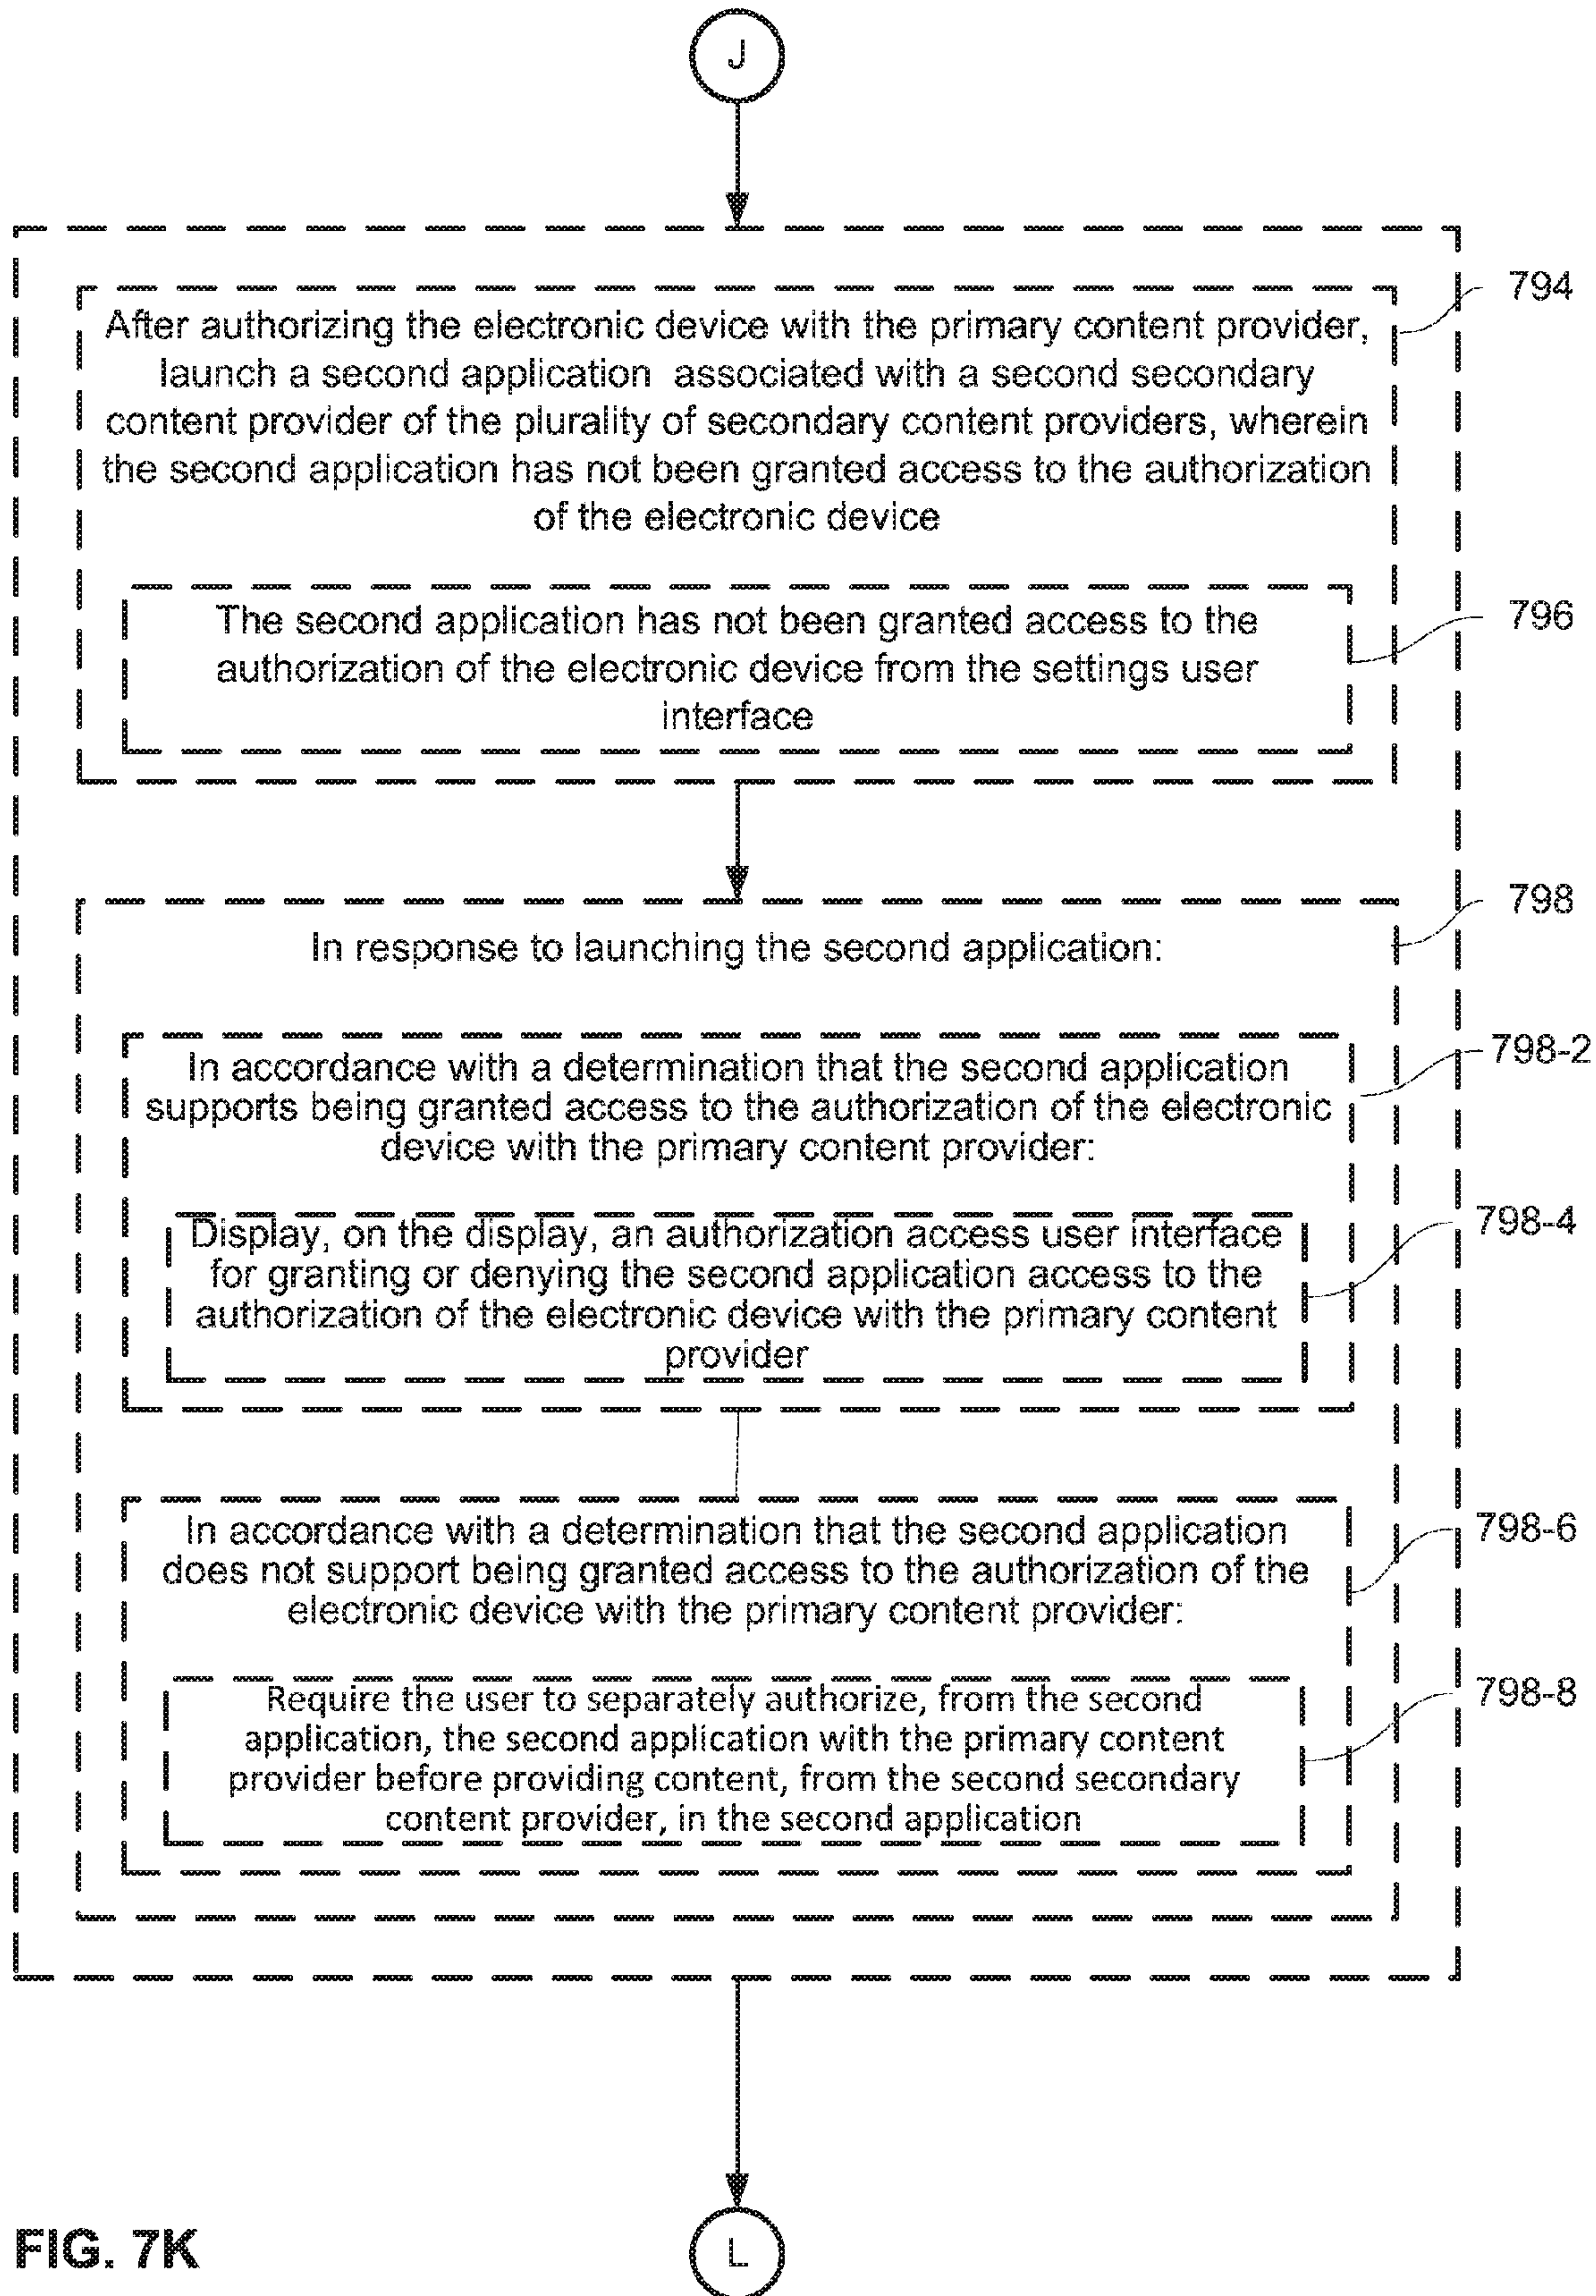 J
794
After authorizing the electronic device with the primary content provider,
launch a second application associated with a second secondary
content provider of the plurality of secondary content providers, wherein
the second application has not been granted access to the authorization
of the electronic device
796
The second application has not been granted access to the
authorization of the electronic device from the settings user
interface
798
In response to launching the second application:
798-2
In accordance with a determination that the second application
supports being granted access to the authorization of the electronic
device with the primary content provider:
798-4
Display, on the display, an authorization access user interface
for granting or denying the second application access to the
authorization of the electronic device with the primary content
provider
798-6
In accordance with a determination that the second application
does not support being granted access to the authorization of the
electronic device with the primary content provider:
798-8
Require the user to separately authorize, from the second
application, the second application with the primary content
provider before providing content, from the second secondary
content provider, in the second application
FIG. 7K
L